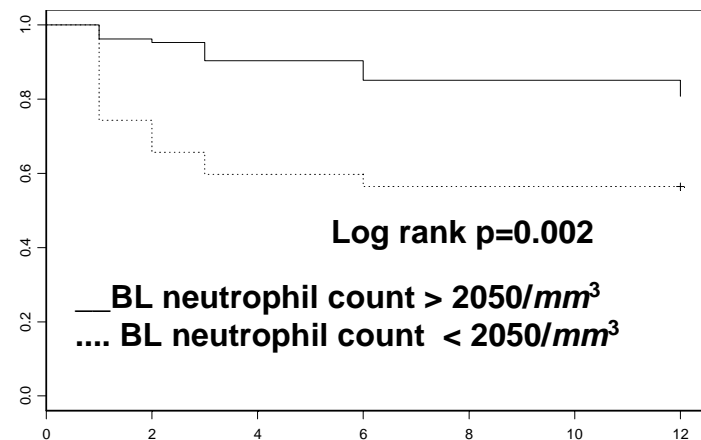 1.0
0.8
0.6
0.4
0.2
0.0
Log rank p=0.002
__BL neutrophil count > 2050/mm³
.... BL neutrophil count < 2050/mm³
0 2 4 6 8 10 12